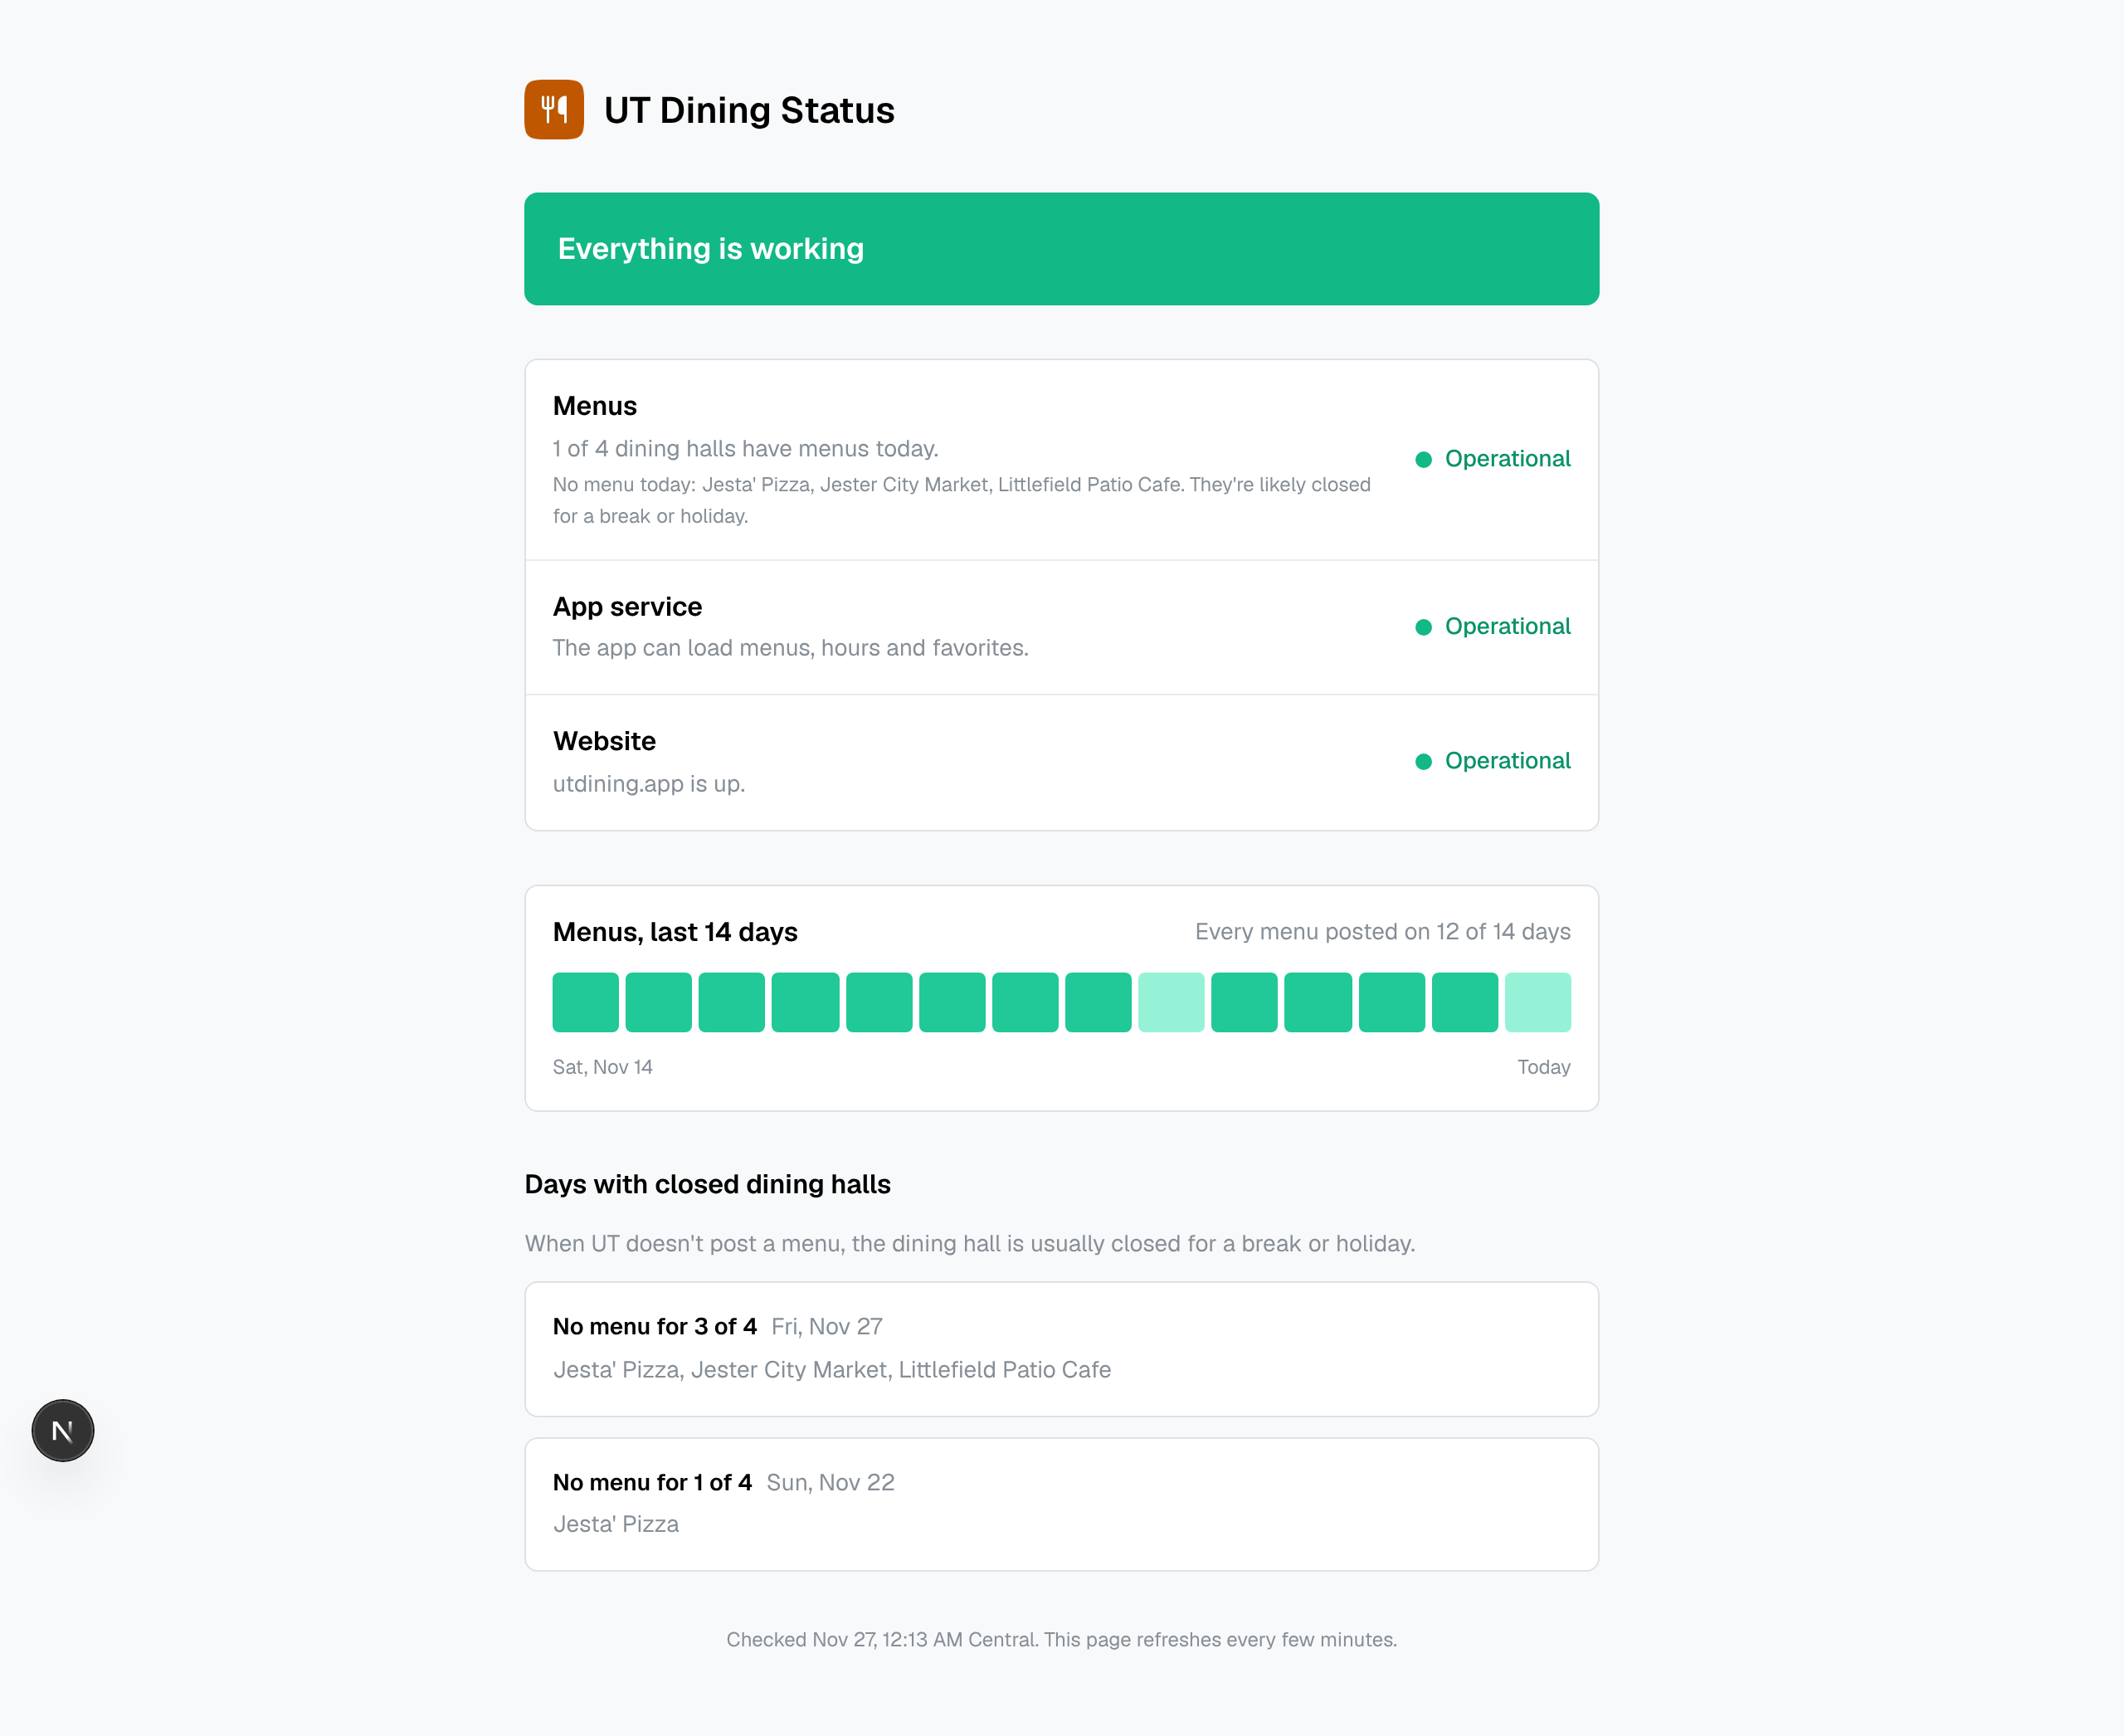 UT Dining Status
Everything is working
Menus
1 of 4 dining halls have menus today.
No menu today: Jesta' Pizza, Jester City Market, Littlefield Patio Cafe. They're likely closed
for a break or holiday.
Operational
App service
The app can load menus, hours and favorites.
Operational
Website
utdining.app is up.
Operational
Menus, last 14 days
Every menu posted on 12 of 14 days
Sat, Nov 14
Today
Days with closed dining halls
When UT doesn't post a menu, the dining hall is usually closed for a break or holiday.
No menu for 3 of 4 Fri, Nov 27
Jesta' Pizza, Jester City Market, Littlefield Patio Cafe
N
No menu for 1 of 4 Sun, Nov 22
Jesta' Pizza
Checked Nov 27, 12:13 AM Central. This page refreshes every few minutes.